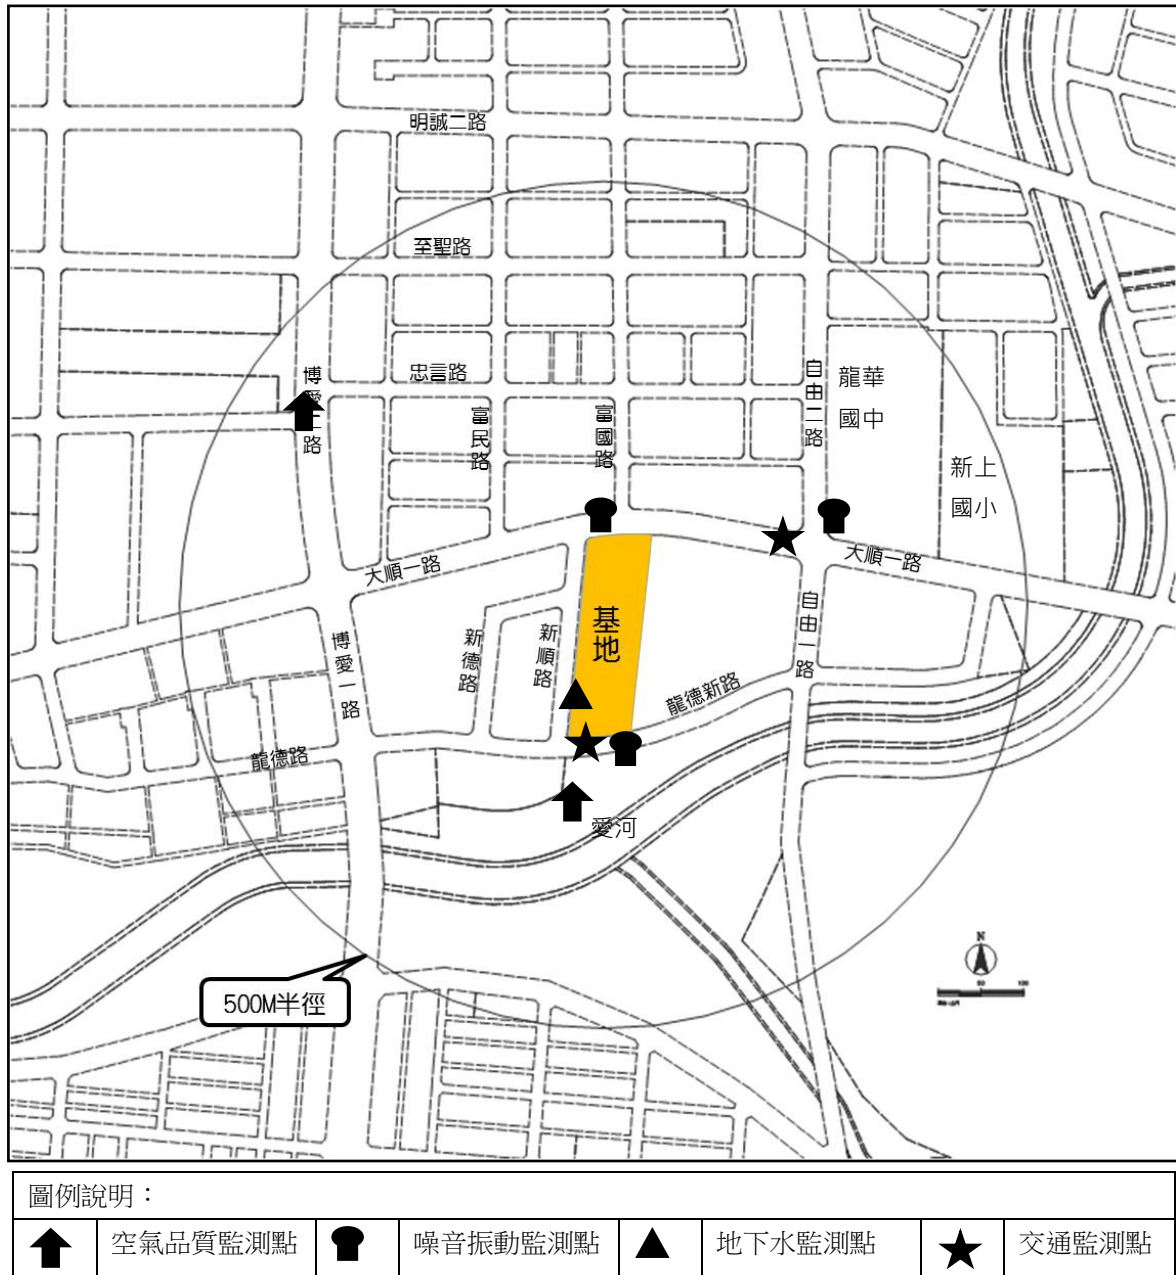 明誠二路
至聖路
忠言路
博愛二路
富民路
富國路
自由二路
龍華
國中
新上
國小
大順一路
大順一路
基地
新德路
新順路
博愛一路
自由一路
龍德新路
龍德路
愛河
N
50
100
500M半徑
圖例說明：
空氣品質監測點
噪音振動監測點
地下水監測點
交通監測點